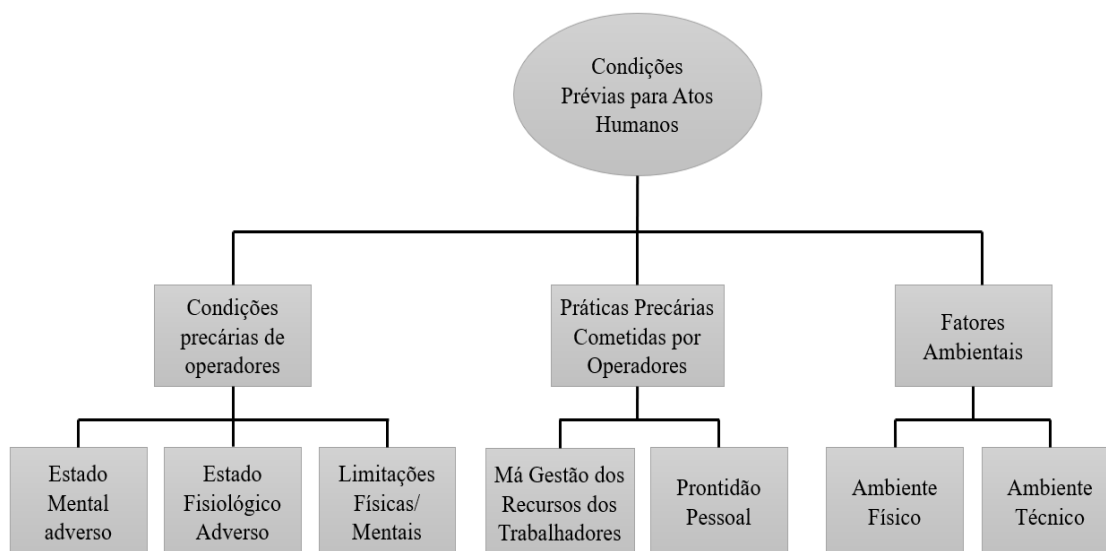 Condições
Prévias para Atos
Humanos
Condições
precárias de
operadores
Práticas Precárias
Cometidas por
Operadores
Fatores
Ambientais
Estado
Mental
adverso
Estado
Fisiológico
Adverso
Limitações
Físicas/
Mentais
Má Gestão dos
Recursos dos
Trabalhadores
Prontidão
Pessoal
Ambiente
Físico
Ambiente
Técnico